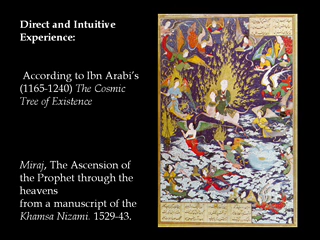 Direct and Intuitive
Experience:
According to Ibn Arabi's
(1165-1240) The Cosmic
Tree of Existence
Miraj, The Ascension of
the Prophet through the
heavens
from a manuscript of the
Khamsa Nizami. 1529-43.